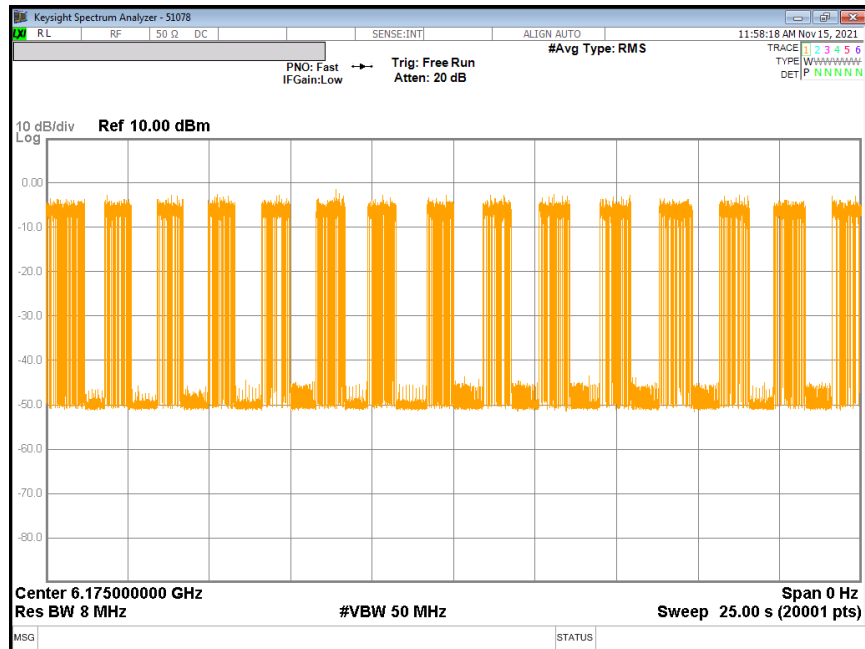 Keysight Spectrum Analyzer - 51078
LXI RL RF 50 Ω DC SENSE:INT ALIGN AUTO 11:58:18 AM Nov 15, 2021
#Avg Type: RMS TRACE 1 2 3 4 5 6
PNO: Fast Trig: Free Run TYPE WWWWWWW
IFGain:Low Atten: 20 dB DET P N N N N N
10 dB/div Ref 10.00 dBm
Log
0.00
-10.0
-20.0
-30.0
-40.0
-50.0
-60.0
-70.0
-80.0
Center 6.175000000 GHz Span 0 Hz
Res BW 8 MHz #VBW 50 MHz Sweep 25.00 s (20001 pts)
MSG STATUS